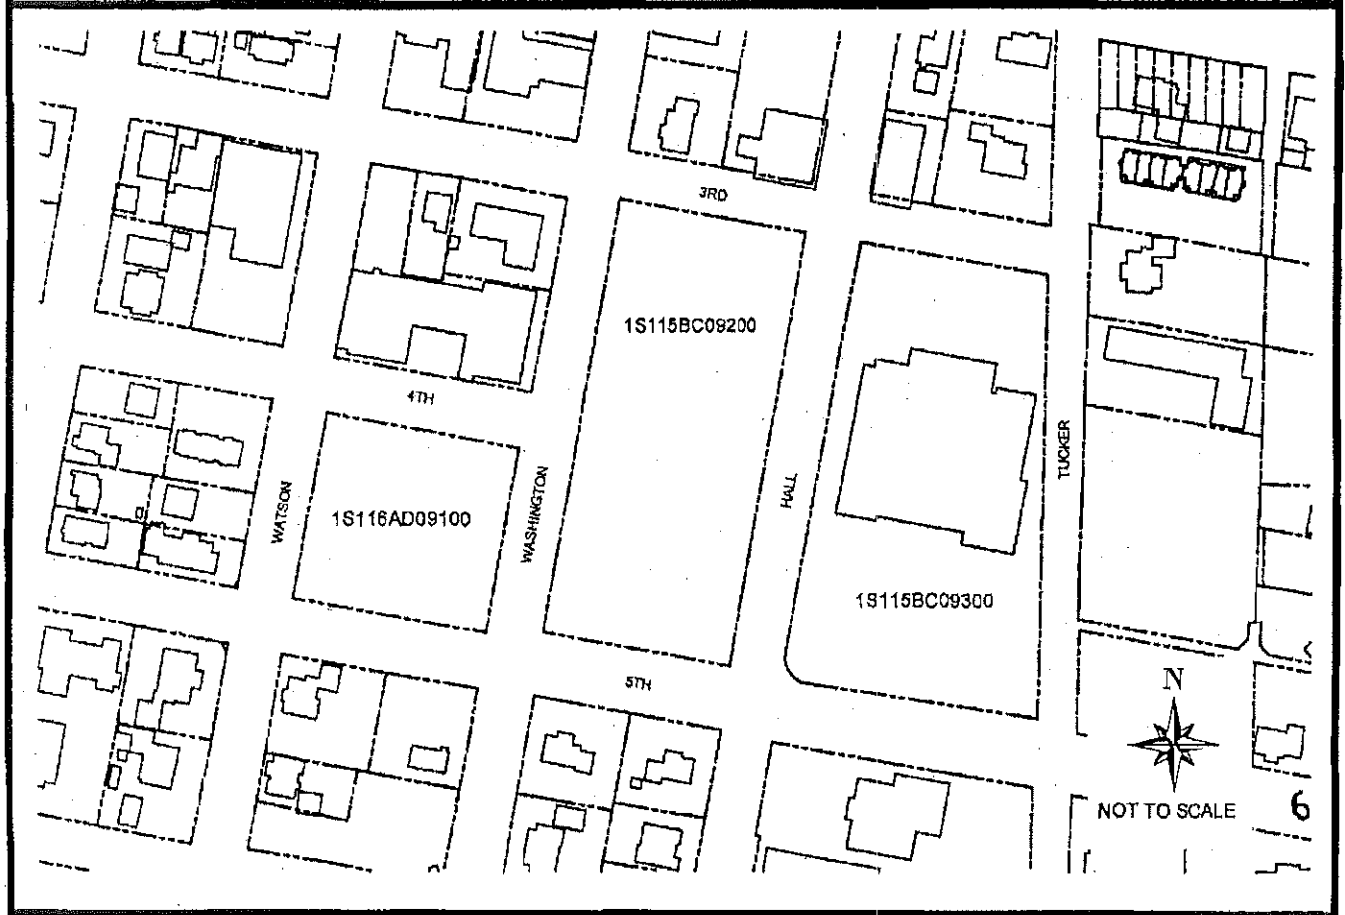 3RD
1S115BC09200
4TH
TUCKER
WATSON
1S116AD09100
WASHINGTON
HALL
1S115BC09300
5TH
N
NOT TO SCALE
6